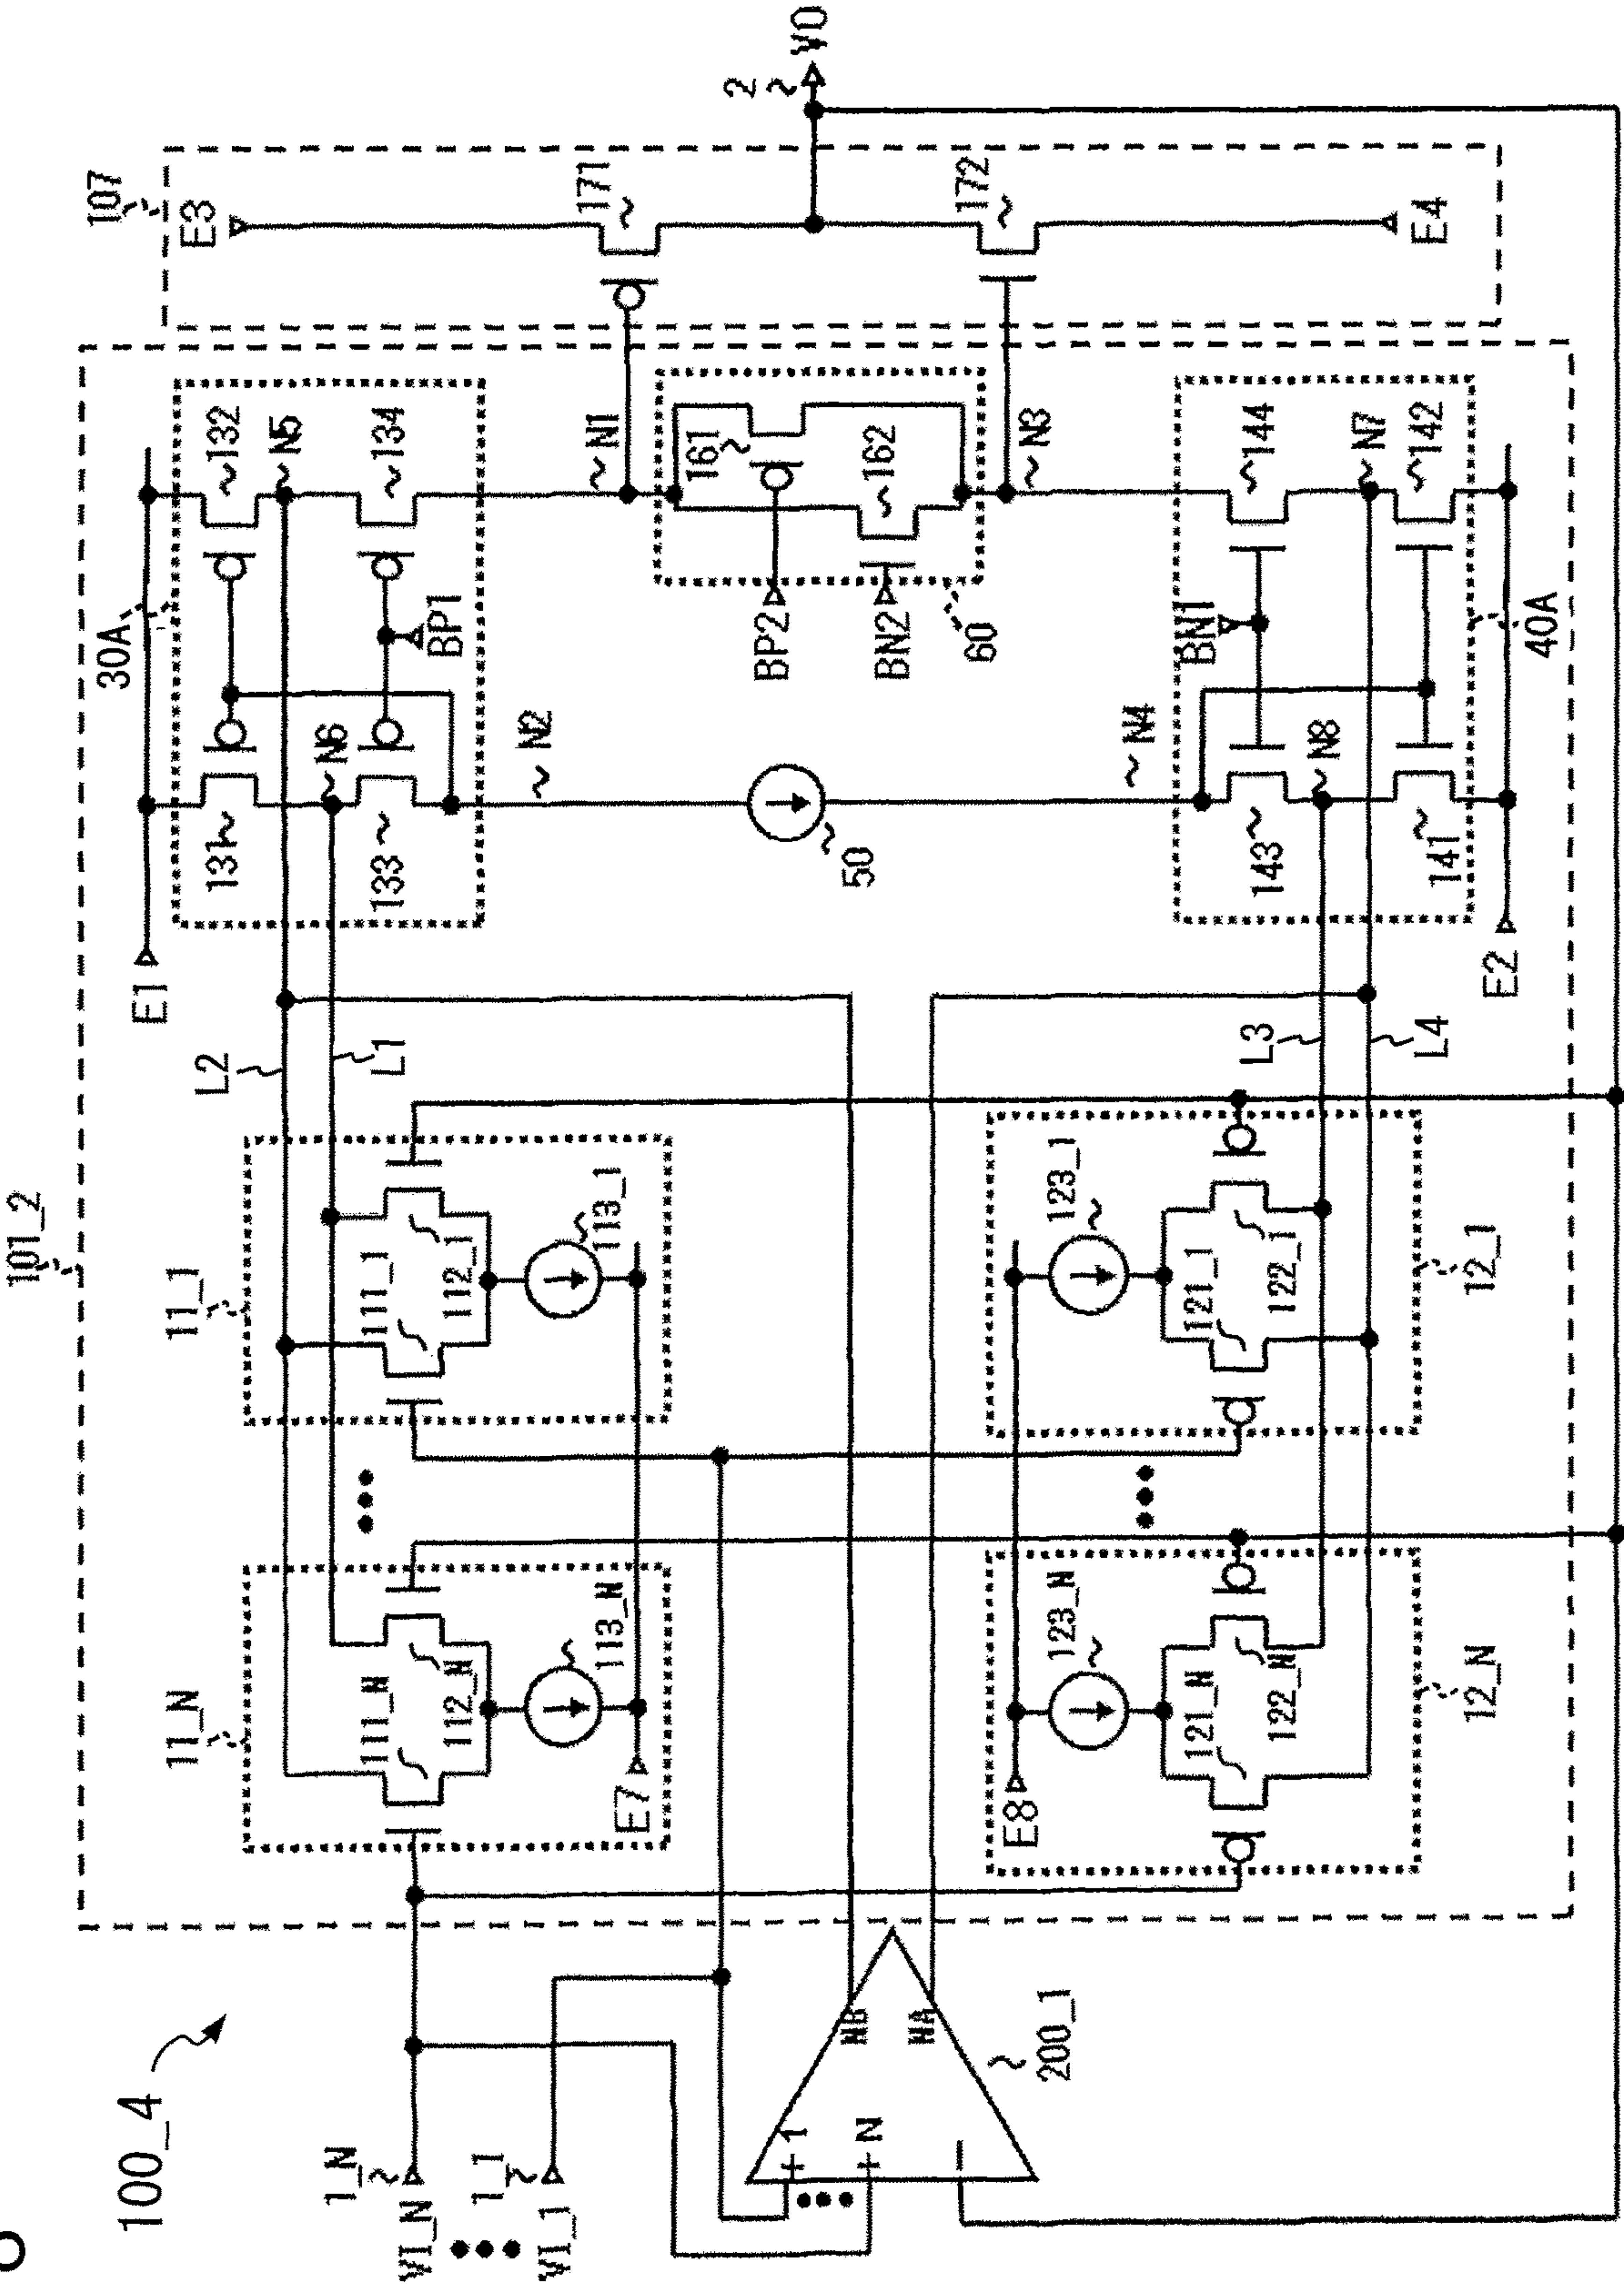 100_4
101_2
107
E3
171
2
VO
172
E4
30A
132
N5
134
N1
161
162
N3
144
N7
142
BP1
BP2
BN2
60
BN1
40A
131
N6
133
N2
50
N4
143
N8
141
E1
E2
L2
L1
L3
L4
11_1
111_1
112_1
113_1
123_1
121_1
122_1
12_1
11_N
111_N
112_N
113_N
E7
123_N
121_N
122_N
12_N
E8
1_N
VI_N
1_1
VI_1
NB
NA
+ 1
+ N
−
200_1